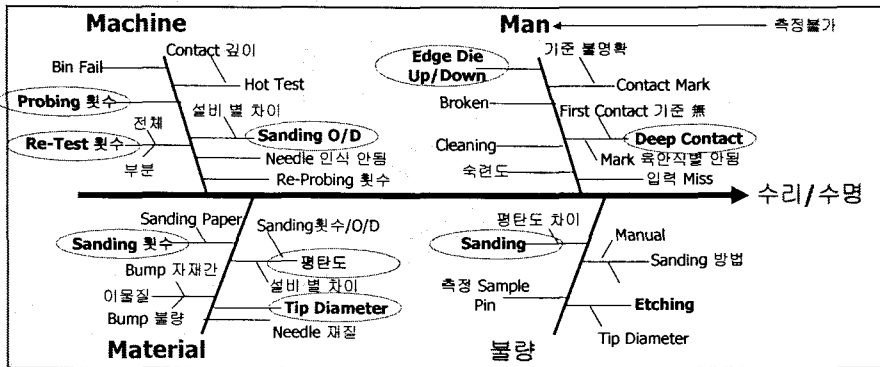 Machine
Man
측정불가
Contact 깊이
Bin Fail
Hot Test
Probing 횟수
설비 별 차이
전체
Re-Test 횟수
부분
Sanding O/D
Needle 인식 안됨
Re-Probing 횟수
Edge Die
Up/Down
기준 불명확
Contact Mark
Broken
First Contact 기준 無
Deep Contact
Cleaning
Mark 육안식별 안됨
숙련도
입력 Miss
수리/수명
Sanding Paper
Sanding횟수/O/D
Sanding 횟수
평탄도
Bump 자재간
설비 별 차이
이물질
Tip Diameter
Bump 불량
Needle 재질
Material
평탄도 차이
Manual
Sanding
Sanding 방법
측정 Sample
Pin
Etching
Tip Diameter
불량